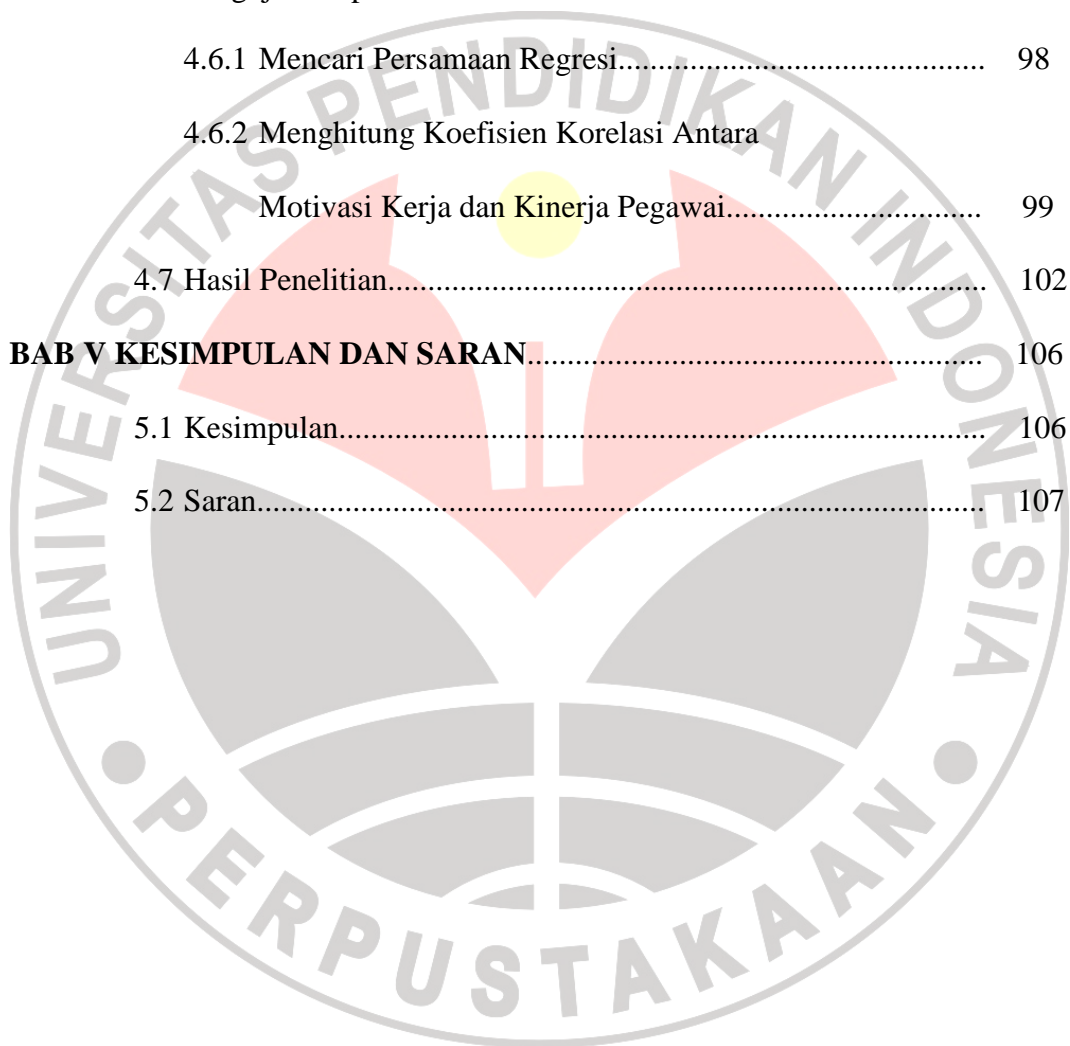 4.6.1 Mencari Persamaan Regresi........................................ 98
4.6.2 Menghitung Koefisien Korelasi Antara
Motivasi Kerja dan Kinerja Pegawai............................ 99
4.7 Hasil Penelitian.................................................................. 102
BAB V KESIMPULAN DAN SARAN.................................................. 106
5.1 Kesimpulan....................................................................... 106
5.2 Saran................................................................................ 107
UNIVERSITAS PENDIDIKAN INDONESIA
PERPUSTAKAAN